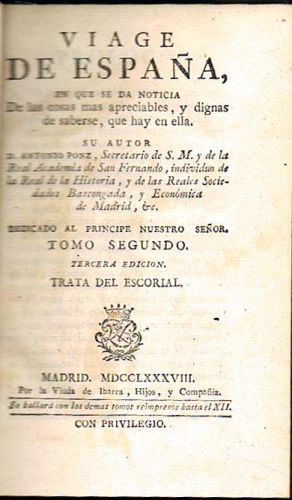 VIAGE
DE ESPAÑA,
EN QUE SE DA NOTICIA
De las cosas mas apreciables, y dignas
de saberse, que hay en ella.
SU AUTOR
D. ANTONIO PONZ, Secretario de S. M. y de la
Real Academia de San Fernando, individuo de
la Real de la Historia, y de las Reales Socie-
dades Bascongada, y Económica
de Madrid, &c.
DEDICADO AL PRINCIPE NUESTRO SEÑOR.
TOMO SEGUNDO.
TERCERA EDICION.
TRATA DEL ESCORIAL.
MADRID. MDCCLXXXVIII.
Por la Viuda de Ibarra, Hijos, y Compañía.
Se hallará con los demas tomos reimpresos hasta el XII.
CON PRIVILEGIO.